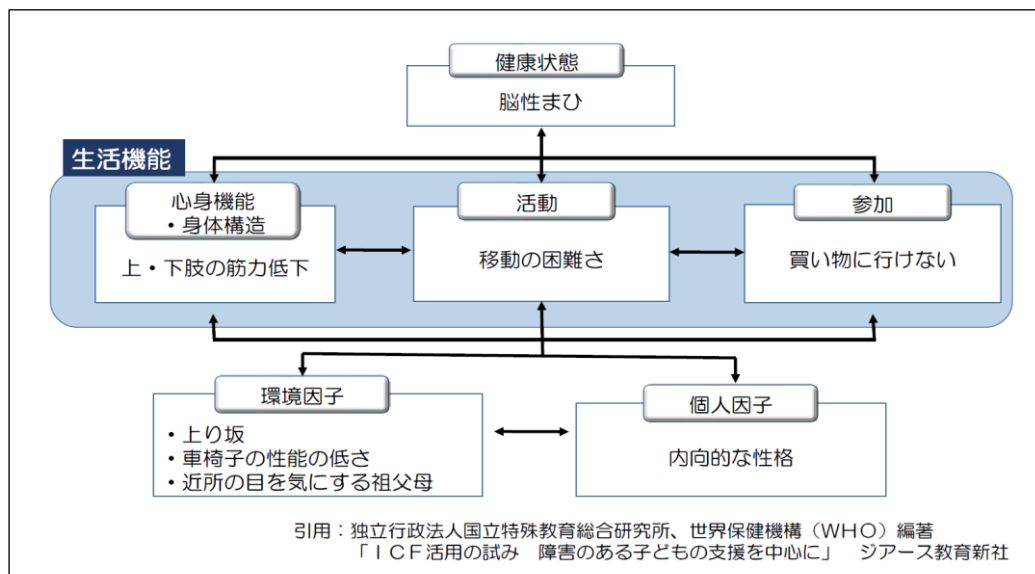 健康状態
脳性まひ
生活機能
心身機能
・身体構造
上・下肢の筋力低下
活動
移動の困難さ
参加
買い物に行けない
環境因子
・上り坂
・車椅子の性能の低さ
・近所の目を気にする祖父母
個人因子
内向的な性格
引用：独立行政法人国立特殊教育総合研究所、世界保健機構（ＷＨＯ）編著
「ＩＣＦ活用の試み　障害のある子どもの支援を中心に」　ジアース教育新社